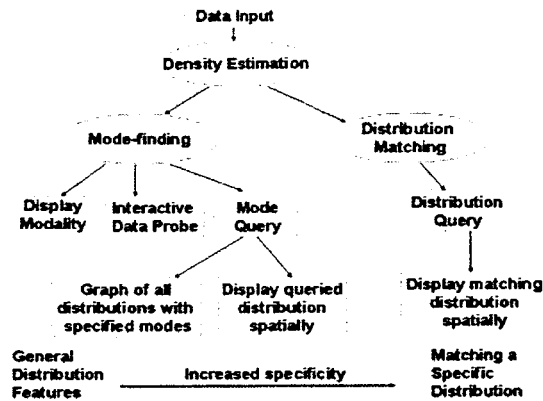 Data Input
Density Estimation
Mode-finding
Distribution
Matching
Display
Modality
Interactive
Data Probe
Mode
Query
Distribution
Query
Graph of all
distributions with
specified modes
Display queried
distribution
spatially
Display matching
distribution
spatially
General
Distribution
Features
Increased specificity
Matching a
Specific
Distribution